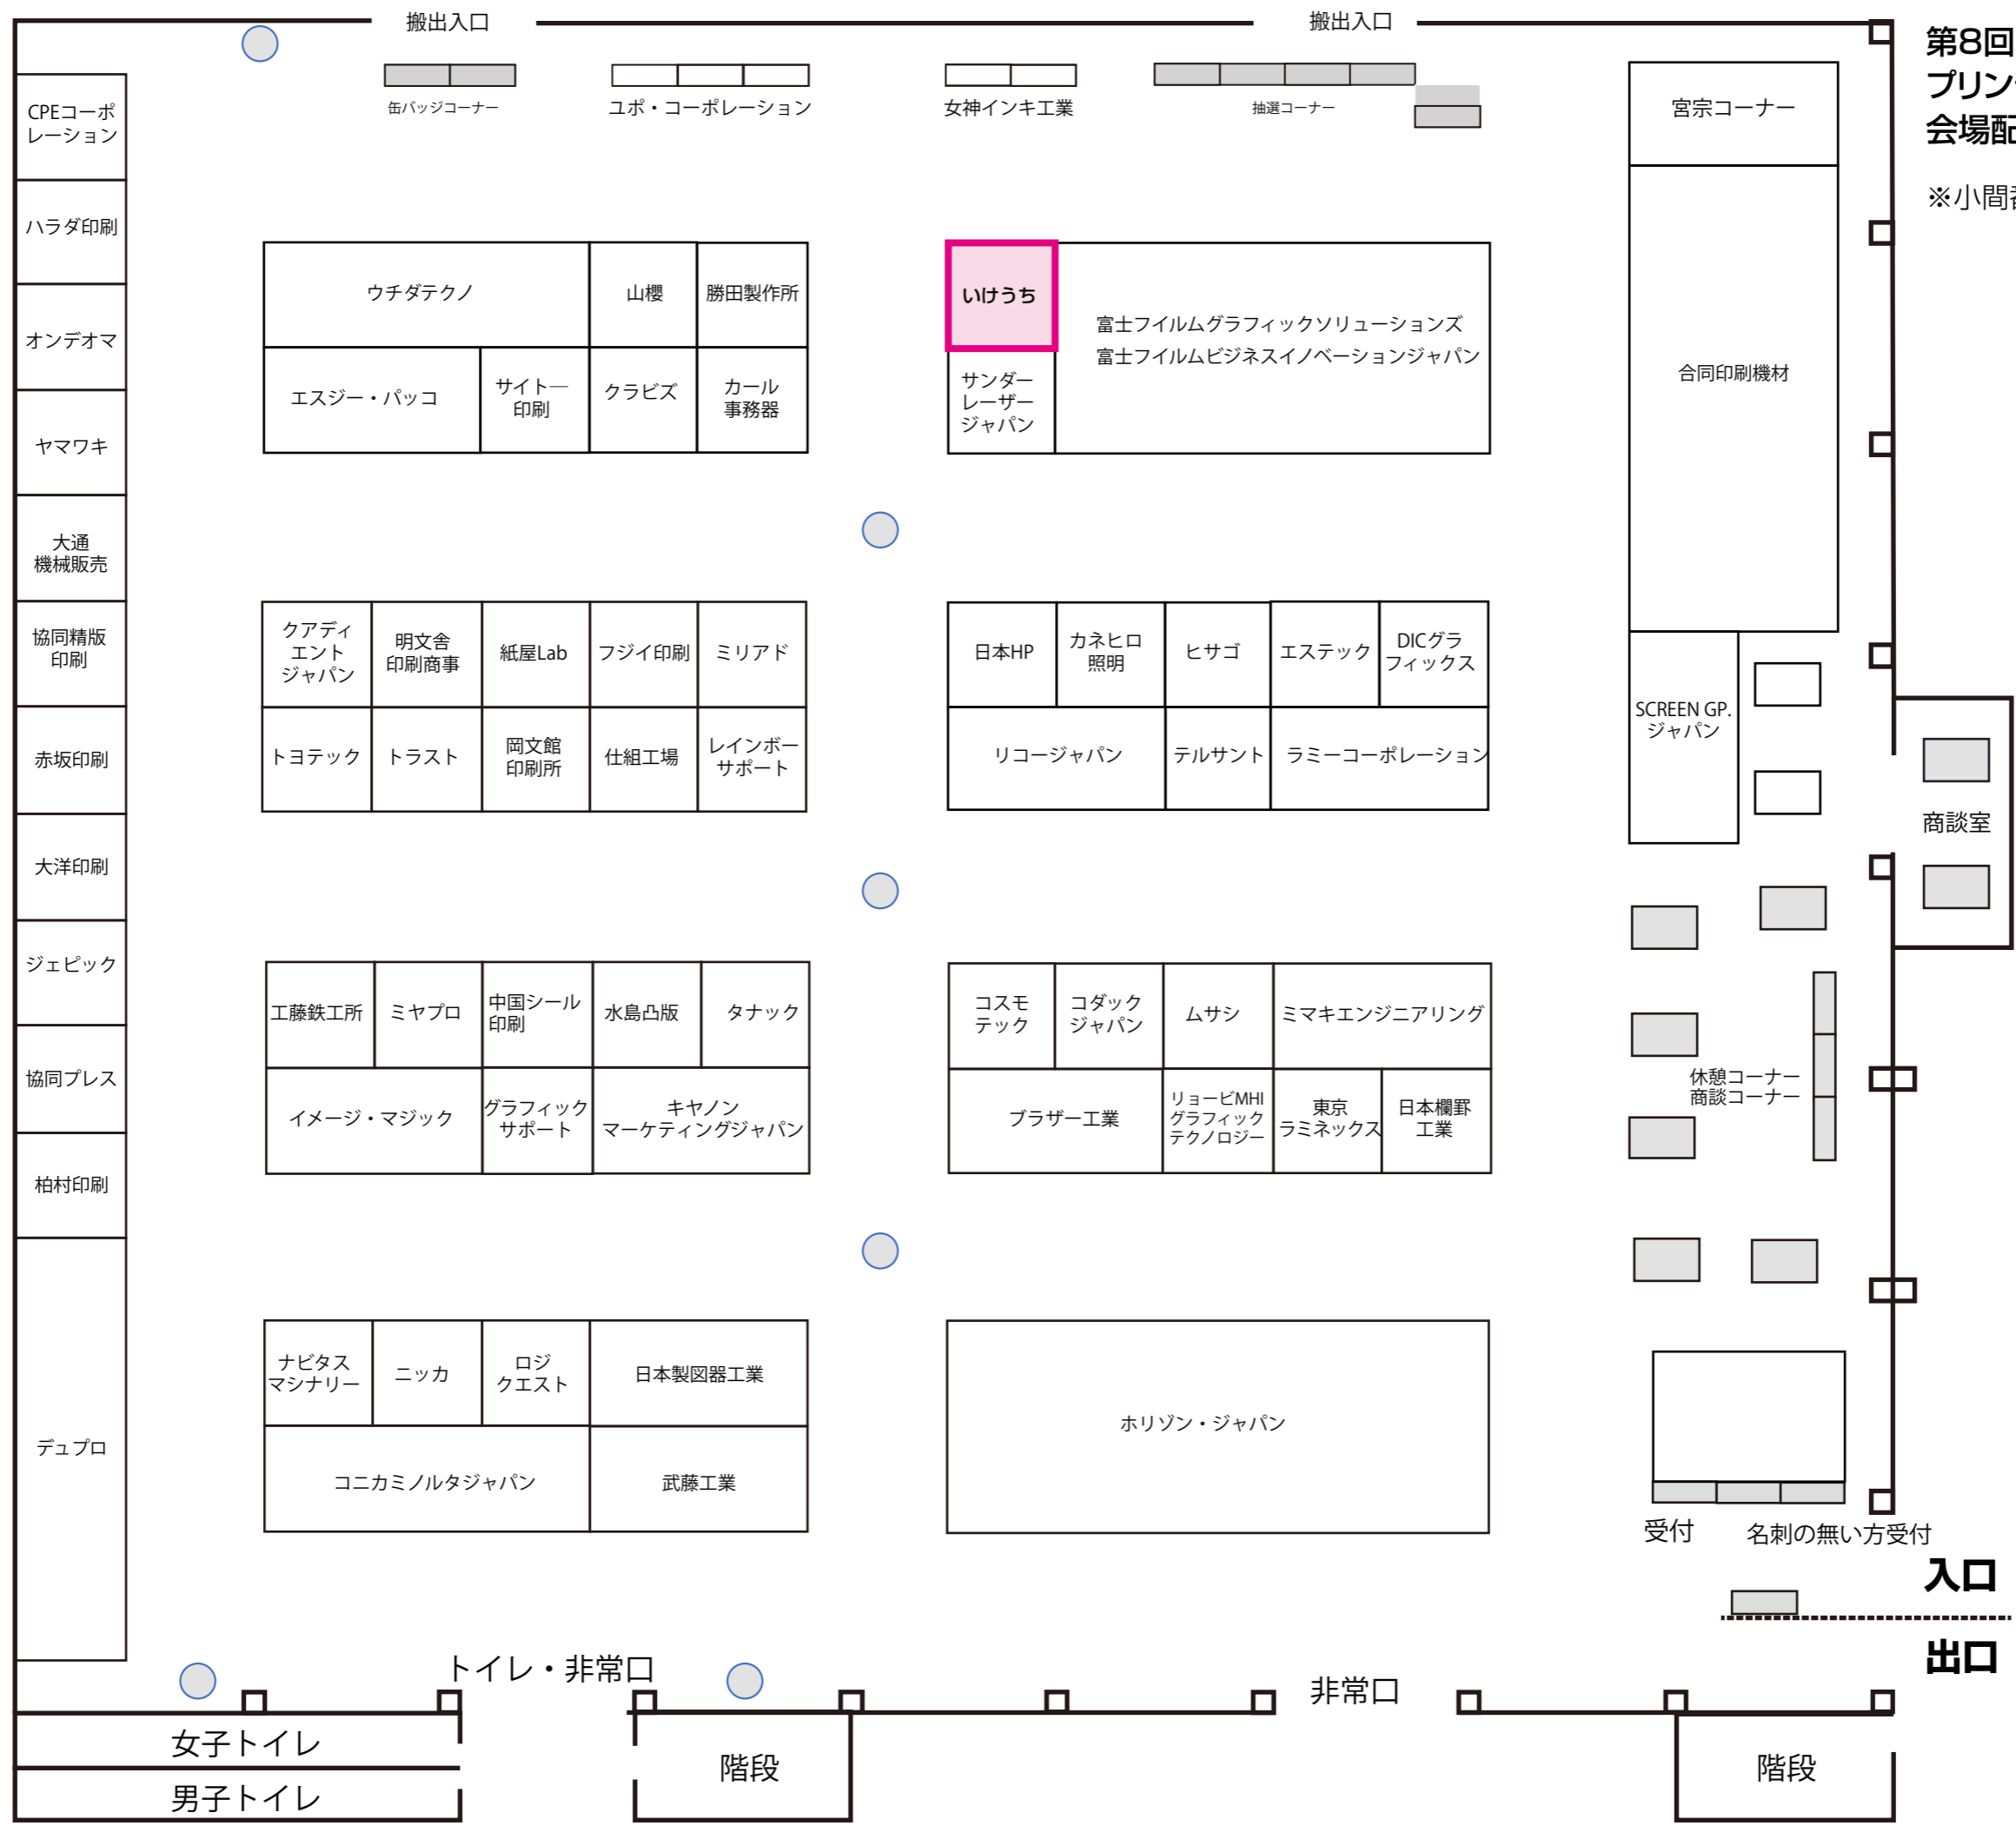 搬出入口
搬出入口
第8回
プリン
会場配
※小間番
缶バッジコーナー
ユポ・コーポレーション
女神インキ工業
抽選コーナー
宮宗コーナー
合同印刷機材
SCREEN GP.
ジャパン
CPEコーポ
レーション
ハラダ印刷
オンデオマ
ヤマワキ
大通
機械販売
協同精版
印刷
赤坂印刷
大洋印刷
ジェピック
協同プレス
柏村印刷
デュプロ
ウチダテクノ
山櫻
勝田製作所
エスジー・パッコ
サイト―
印刷
クラビズ
カール
事務器
いけうち
富士フイルムグラフィックソリューションズ
富士フイルムビジネスイノベーションジャパン
サンダー
レーザー
ジャパン
クアディ
エント
ジャパン
明文舎
印刷商事
紙屋Lab
フジイ印刷
ミリアド
トヨテック
トラスト
岡文館
印刷所
仕組工場
レインボー
サポート
日本HP
カネヒロ
照明
ヒサゴ
エステック
DICグラ
フィックス
リコージャパン
テルサント
ラミーコーポレーション
商談室
工藤鉄工所
ミヤプロ
中国シール
印刷
水島凸版
タナック
イメージ・マジック
グラフィック
サポート
キヤノン
マーケティングジャパン
コスモ
テック
コダック
ジャパン
ムサシ
ミマキエンジニアリング
ブラザー工業
リョービMHI
グラフィック
テクノロジー
東京
ラミネックス
日本欄罫
工業
休憩コーナー
商談コーナー
ナビタス
マシナリー
ニッカ
ロジ
クエスト
日本製図器工業
コニカミノルタジャパン
武藤工業
ホリゾン・ジャパン
受付
名刺の無い方受付
入口
出口
トイレ・非常口
非常口
女子トイレ
男子トイレ
階段
階段